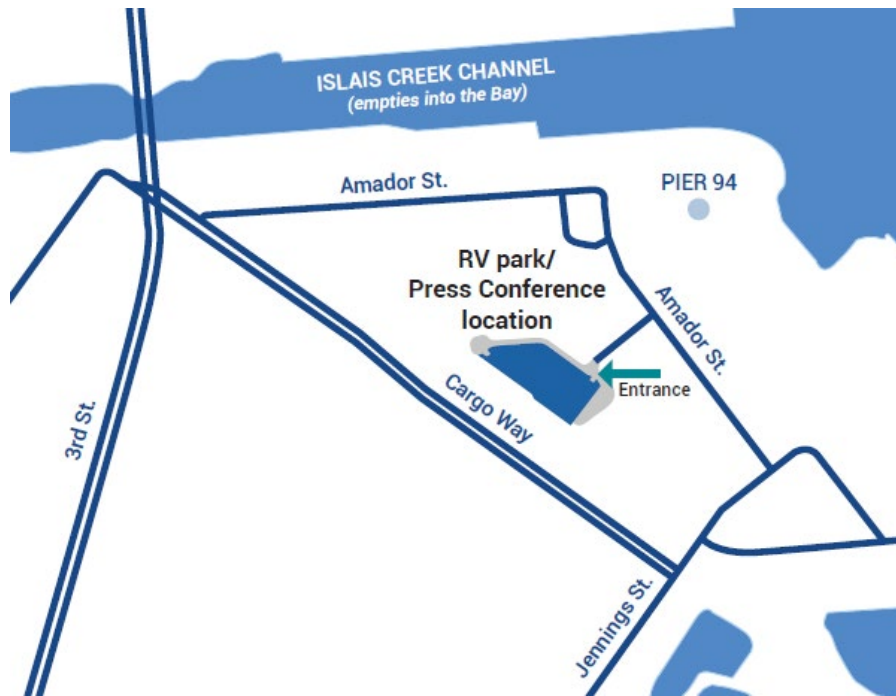 ISLAIS CREEK CHANNEL
(empties into the Bay)
Amador St.
PIER 94
RV park/
Press Conference
location
Amador St.
Entrance
Cargo Way
3rd St.
Jennings St.